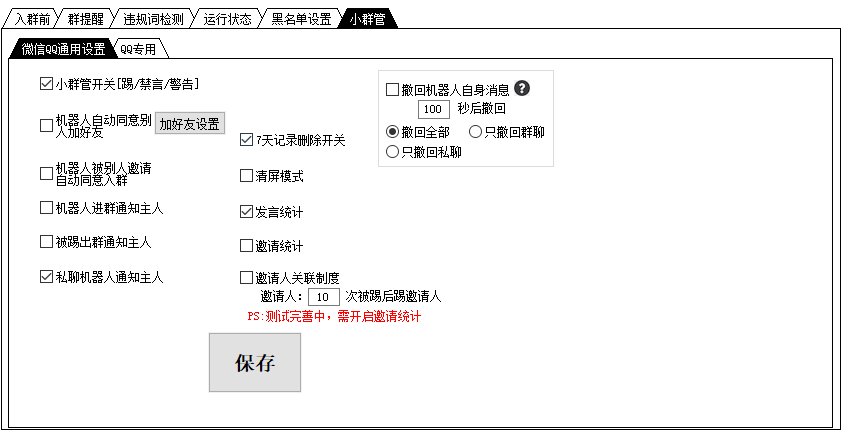 入群前 群提醒 违规词检测 运行状态 黑名单设置 小群管
微信QQ通用设置 QQ专用
小群管开关[踢/禁言/警告]
机器人自动同意别
人加好友
加好友设置
机器人被别人邀请
自动同意入群
机器人进群通知主人
被踢出群通知主人
私聊机器人通知主人
7天记录删除开关
清屏模式
发言统计
邀请统计
邀请人关联制度
邀请人: 10 次被踢后踢邀请人
PS:测试完善中，需开启邀请统计
撤回机器人自身消息 ?
100 秒后撤回
撤回全部 只撤回群聊
只撤回私聊
保存